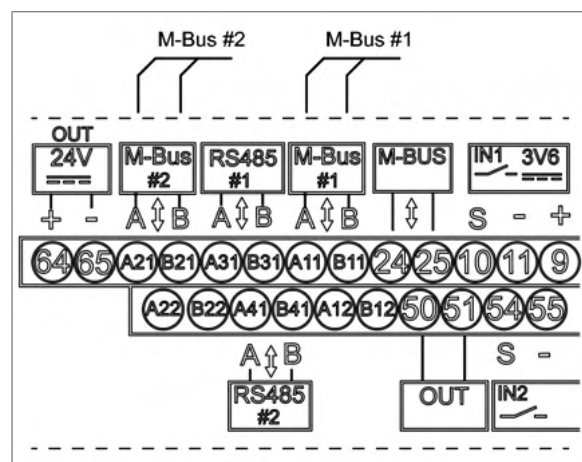 M-Bus #2 M-Bus #1
OUT
24V M-Bus RS485 M-Bus M-BUS IN1 3V6
#2 #1 #1
+ - A B A B A B S - +
64 65 A21 B21 A31 B31 A11 B11 24 25 10 11 9
A22 B22 A41 B41 A12 B12 50 51 54 55
A B S -
RS485 OUT IN2
#2